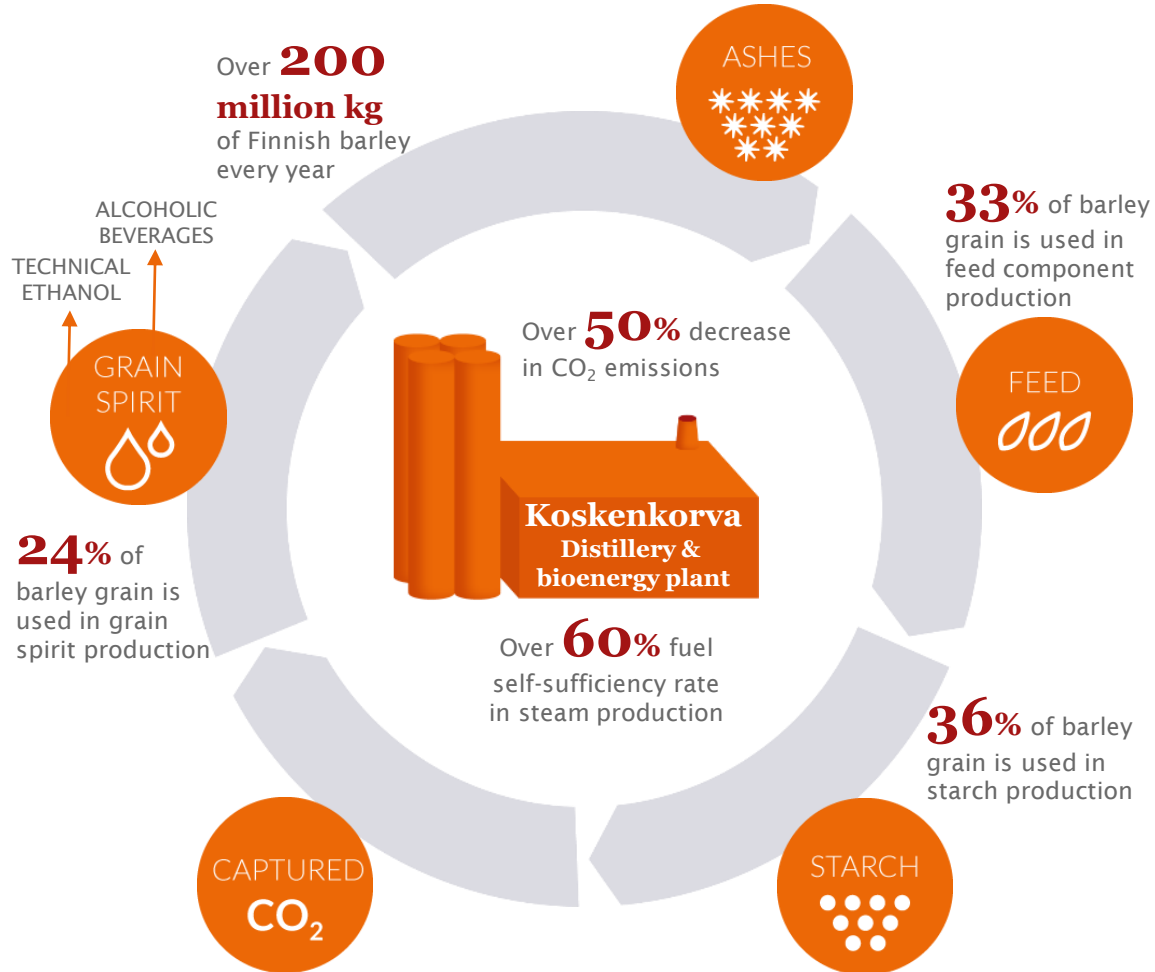 Over 200
million kg
of Finnish barley
every year
ASHES
ALCOHOLIC
BEVERAGES
TECHNICAL
ETHANOL
33% of barley
grain is used in
feed component
production
Over 50% decrease
in CO₂ emissions
GRAIN
SPIRIT
FEED
Koskenkorva
Distillery &
bioenergy plant
24% of
barley grain is
used in grain
spirit production
Over 60% fuel
self-sufficiency rate
in steam production
36% of barley
grain is used in
starch production
CAPTURED
CO₂
STARCH